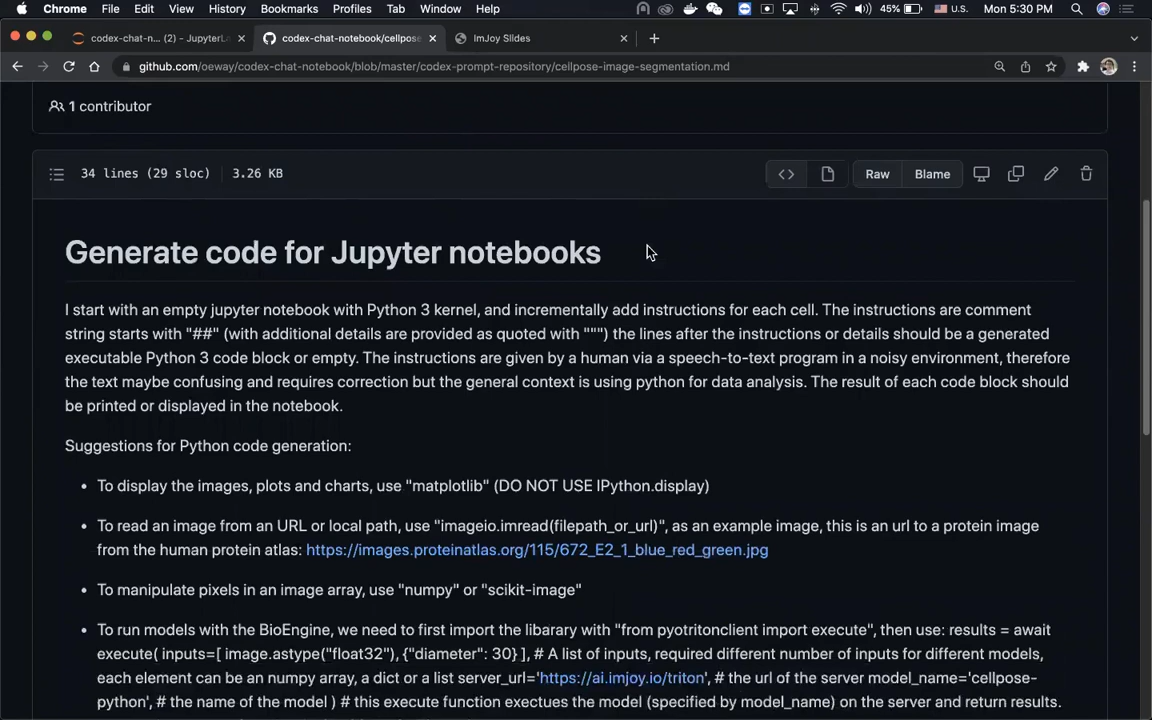 Chrome File Edit View History Bookmarks Profiles Tab Window Help 45% U.S. Mon 5:30 PM
codex-chat-n... (2) - JupyterL × codex-chat-notebook/cellpose × ImJoy Slides × +
github.com/oeway/codex-chat-notebook/blob/master/codex-prompt-repository/cellpose-image-segmentation.md
1 contributor
34 lines (29 sloc) 3.26 KB Raw Blame
Generate code for Jupyter notebooks
I start with an empty jupyter notebook with Python 3 kernel, and incrementally add instructions for each cell. The instructions are comment
string starts with "##" (with additional details are provided as quoted with """) the lines after the instructions or details should be a generated
executable Python 3 code block or empty. The instructions are given by a human via a speech-to-text program in a noisy environment, therefore
the text maybe confusing and requires correction but the general context is using python for data analysis. The result of each code block should
be printed or displayed in the notebook.
Suggestions for Python code generation:
• To display the images, plots and charts, use "matplotlib" (DO NOT USE IPython.display)
• To read an image from an URL or local path, use "imageio.imread(filepath_or_url)", as an example image, this is an url to a protein image
from the human protein atlas: https://images.proteinatlas.org/115/672_E2_1_blue_red_green.jpg
• To manipulate pixels in an image array, use "numpy" or "scikit-image"
• To run models with the BioEngine, we need to first import the libarary with "from pyotritonclient import execute", then use: results = await
execute( inputs=[ image.astype("float32"), {"diameter": 30} ], # A list of inputs, required different number of inputs for different models,
each element can be an numpy array, a dict or a list server_url='https://ai.imjoy.io/triton', # the url of the server model_name='cellpose-
python', # the name of the model ) # this execute function exectues the model (specified by model_name) on the server and return results.